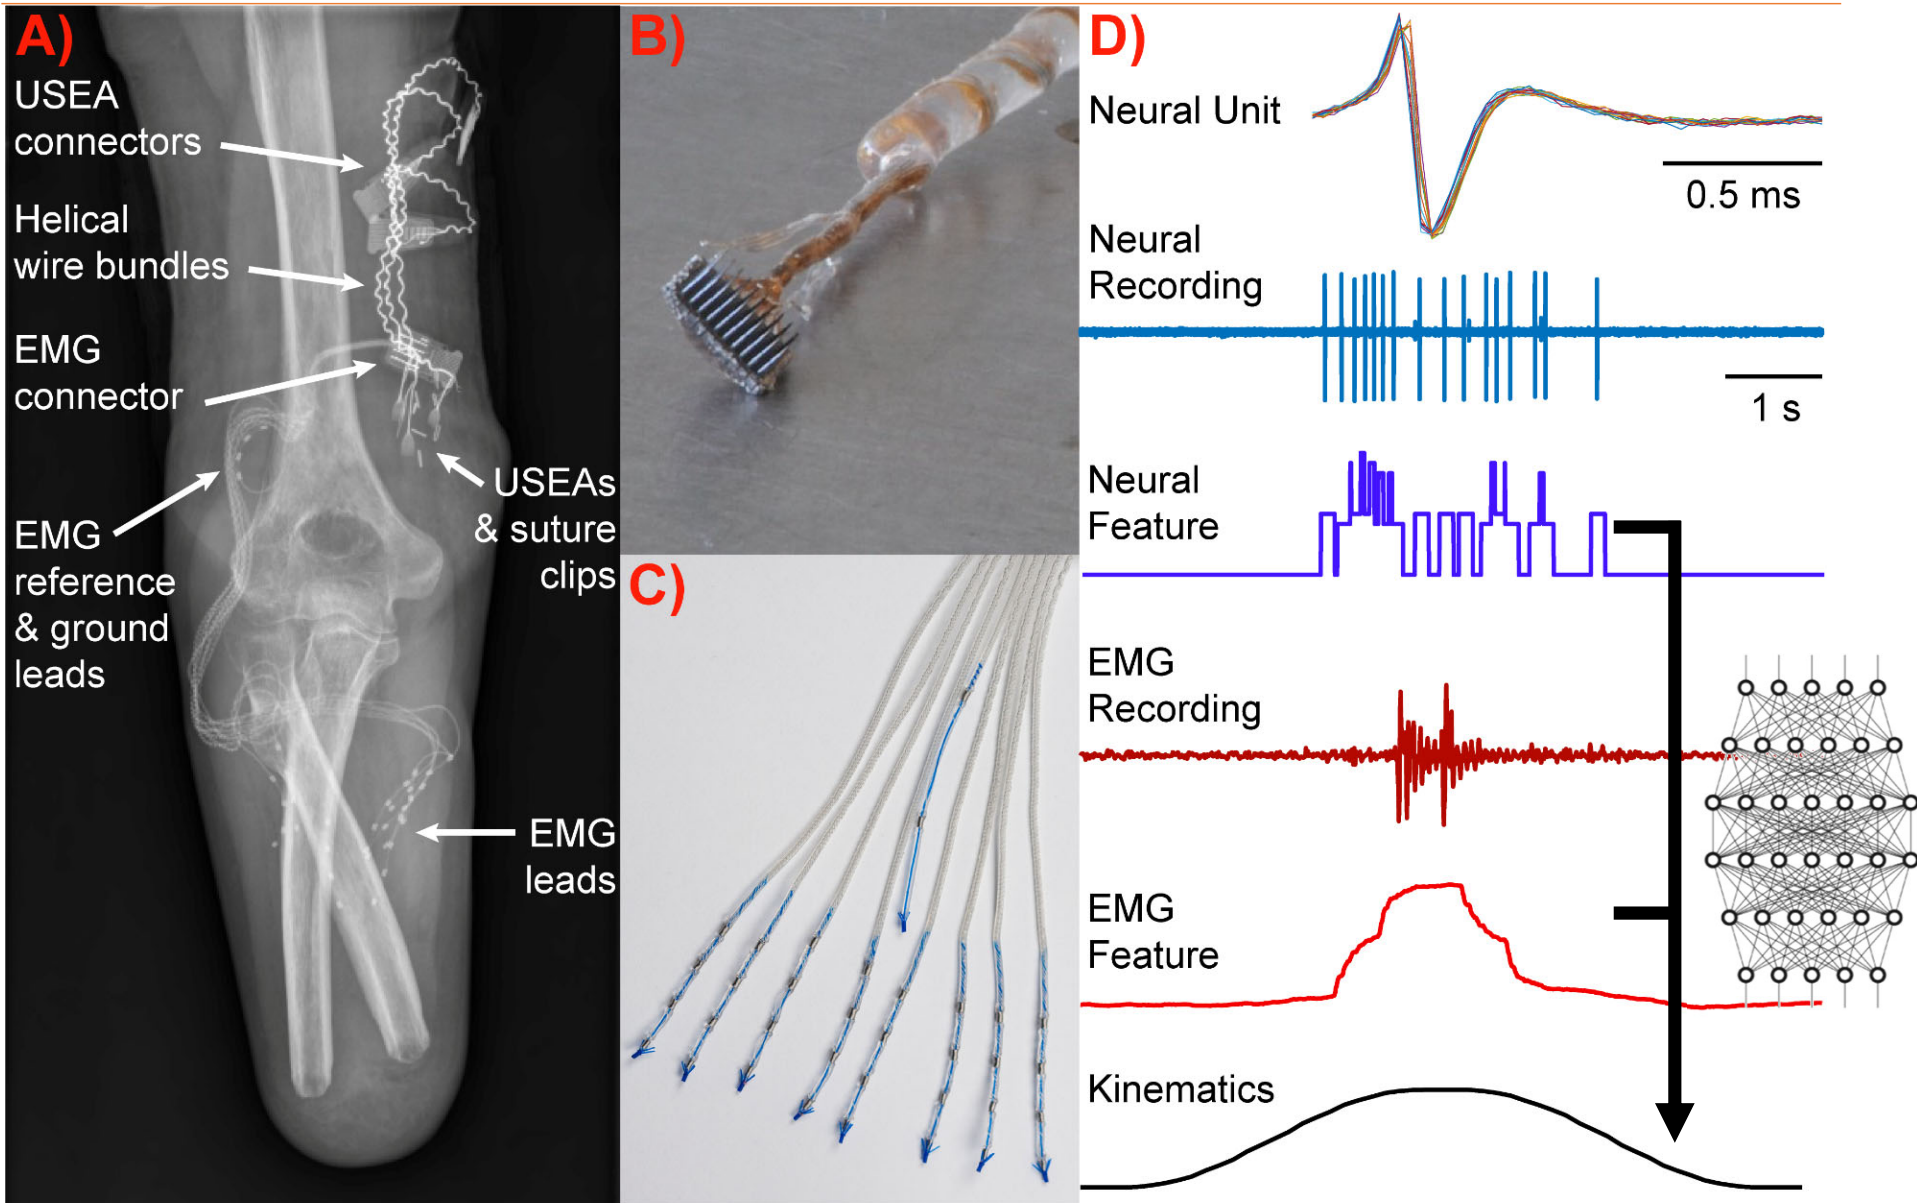 A)
USEA
connectors
Helical
wire bundles
EMG
connector
EMG
reference
& ground
leads
USEAs
& suture
clips
EMG
leads
B)
C)
D)
Neural Unit
0.5 ms
Neural
Recording
1 s
Neural
Feature
EMG
Recording
EMG
Feature
Kinematics